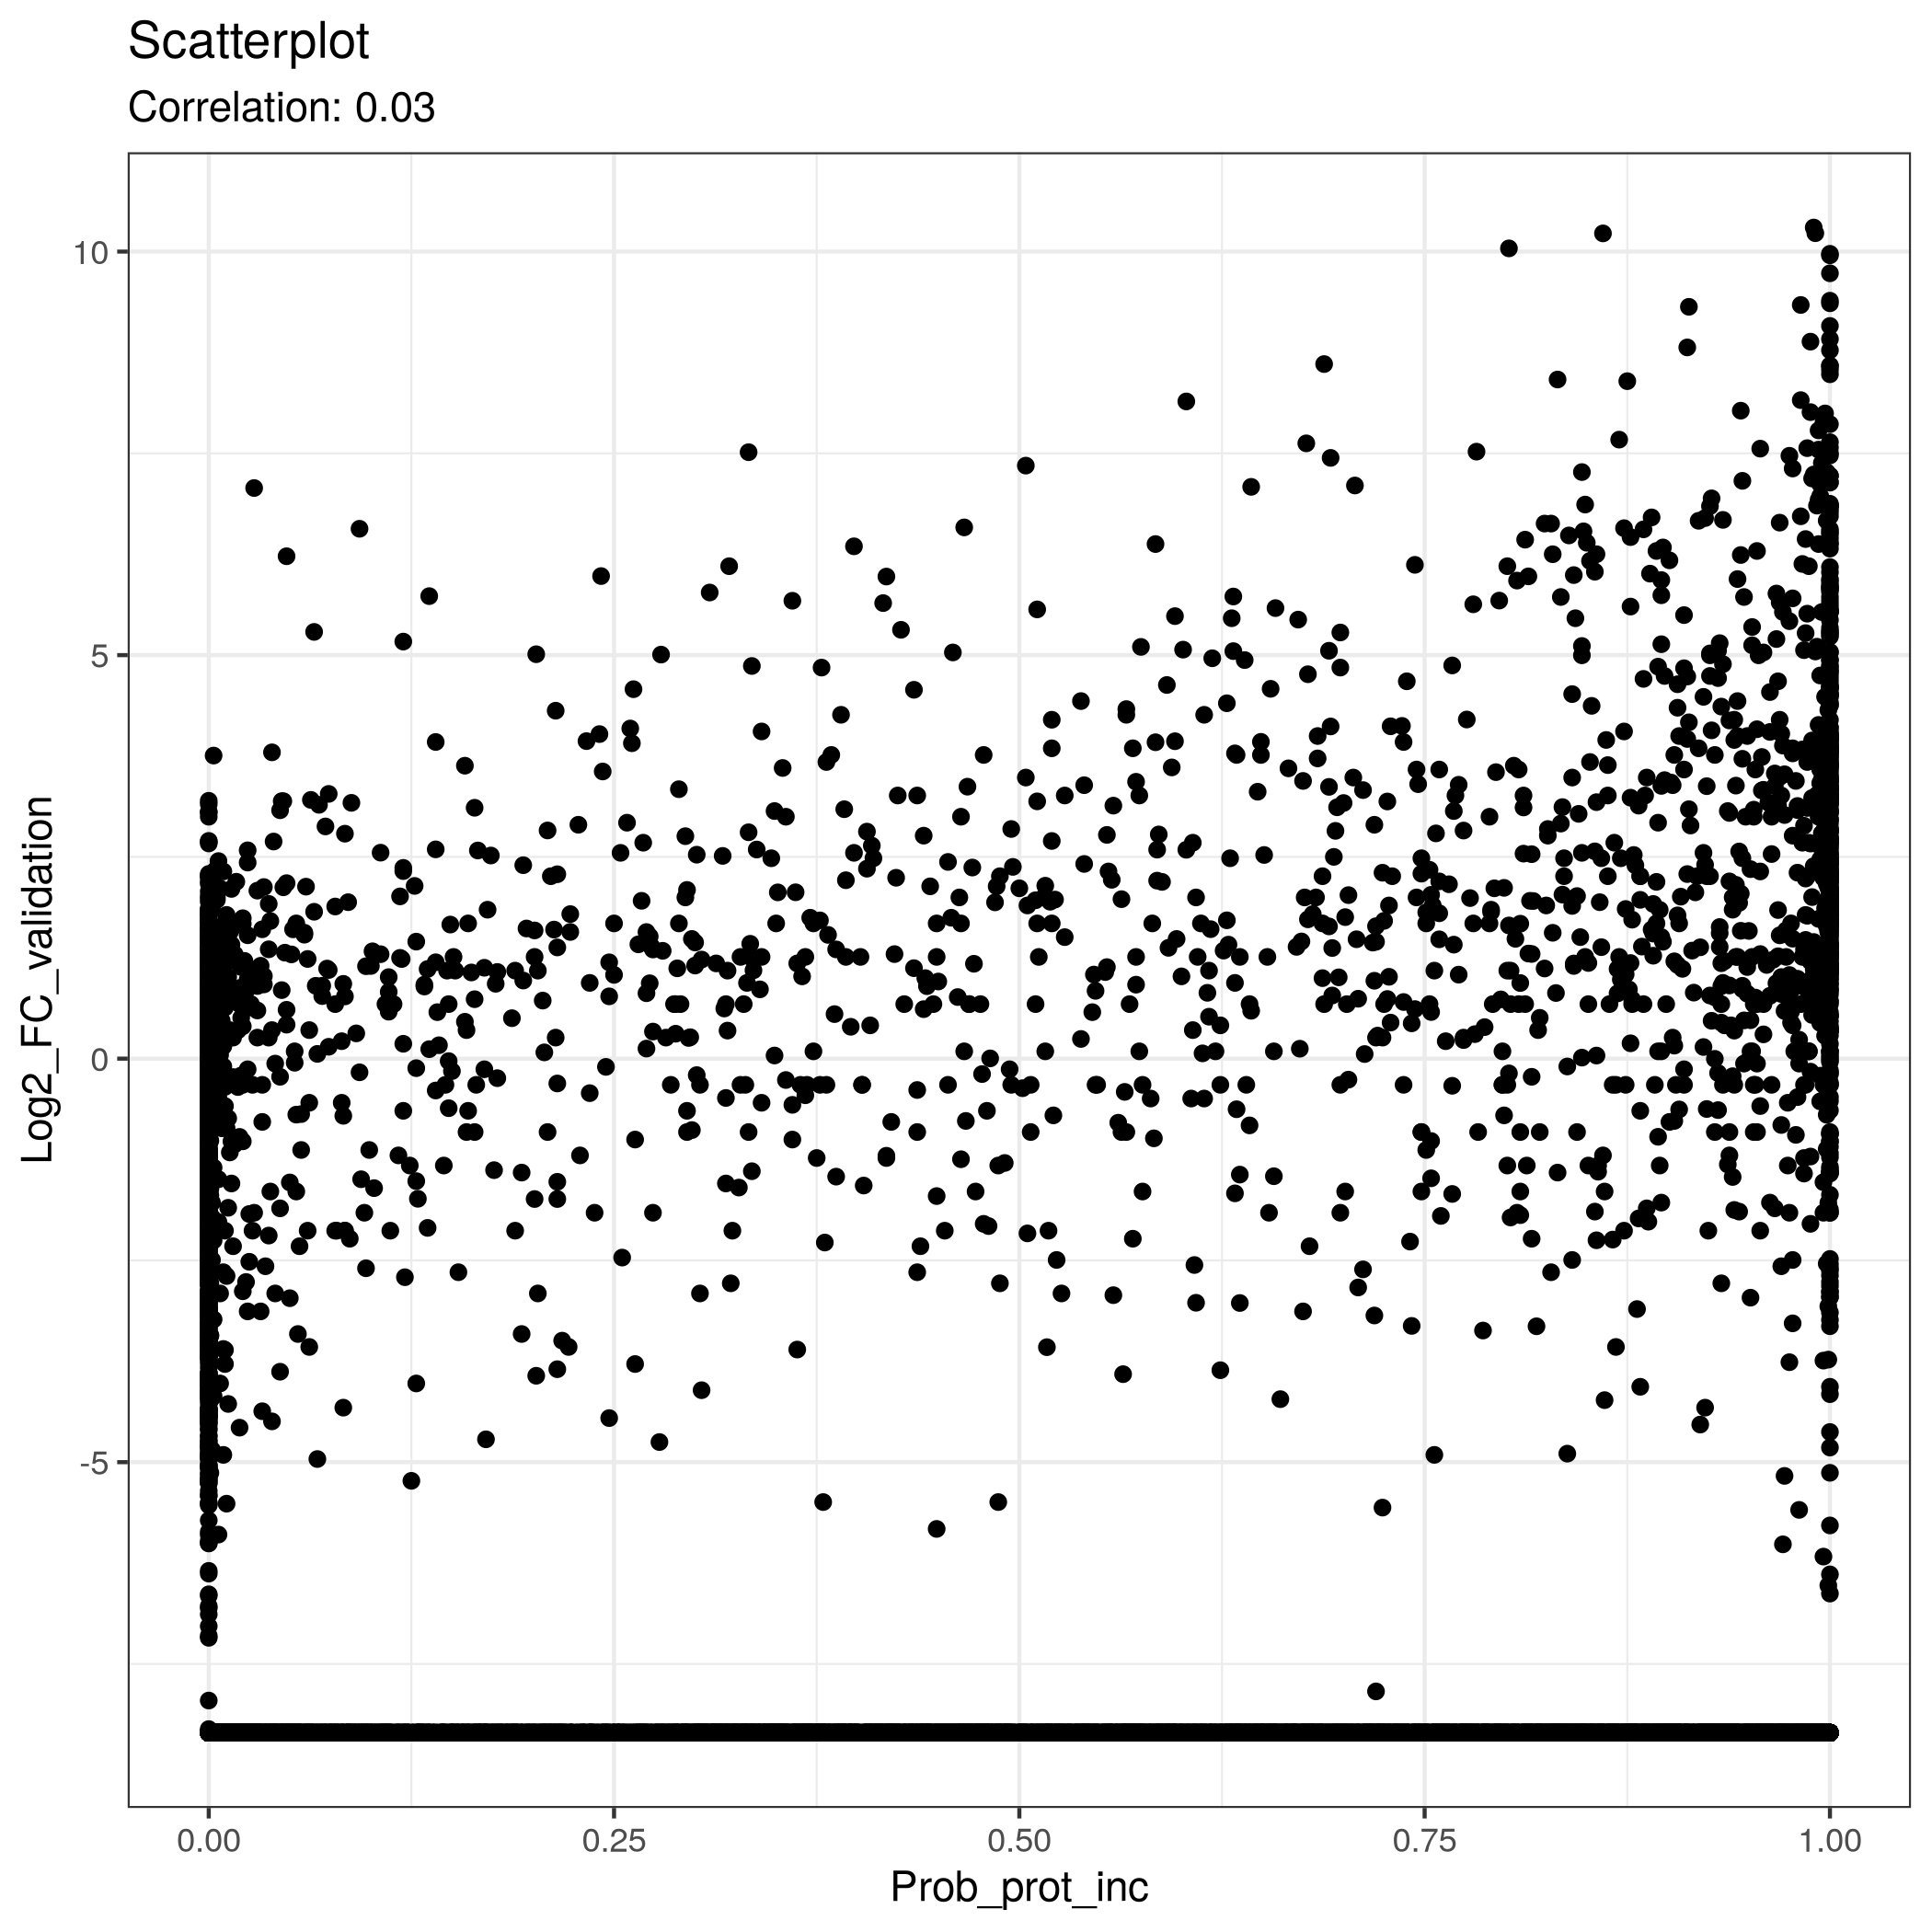 Scatterplot
Correlation: 0.03
Log2_FC_validation
10
5
0
-5
0.00 0.25 0.50 0.75 1.00
Prob_prot_inc